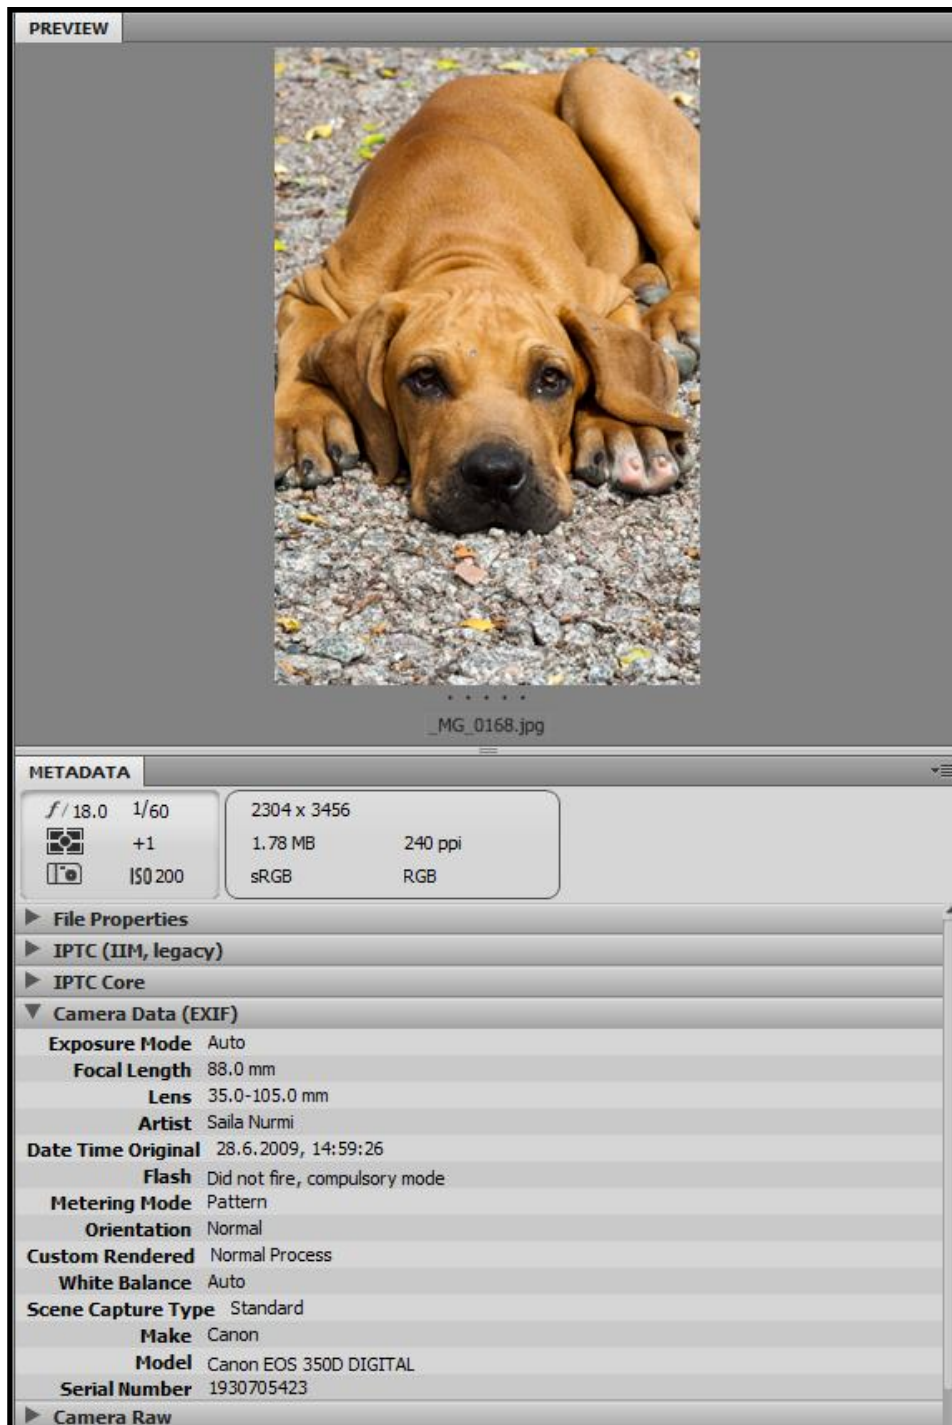 PREVIEW
_MG_0168.jpg
METADATA
f/ 18.0 1/60
+1
ISO 200
2304 x 3456
1.78 MB 240 ppi
sRGB RGB
File Properties
IPTC (IIM, legacy)
IPTC Core
Camera Data (EXIF)
Exposure Mode Auto
Focal Length 88.0 mm
Lens 35.0-105.0 mm
Artist Saila Nurmi
Date Time Original 28.6.2009, 14:59:26
Flash Did not fire, compulsory mode
Metering Mode Pattern
Orientation Normal
Custom Rendered Normal Process
White Balance Auto
Scene Capture Type Standard
Make Canon
Model Canon EOS 350D DIGITAL
Serial Number 1930705423
Camera Raw